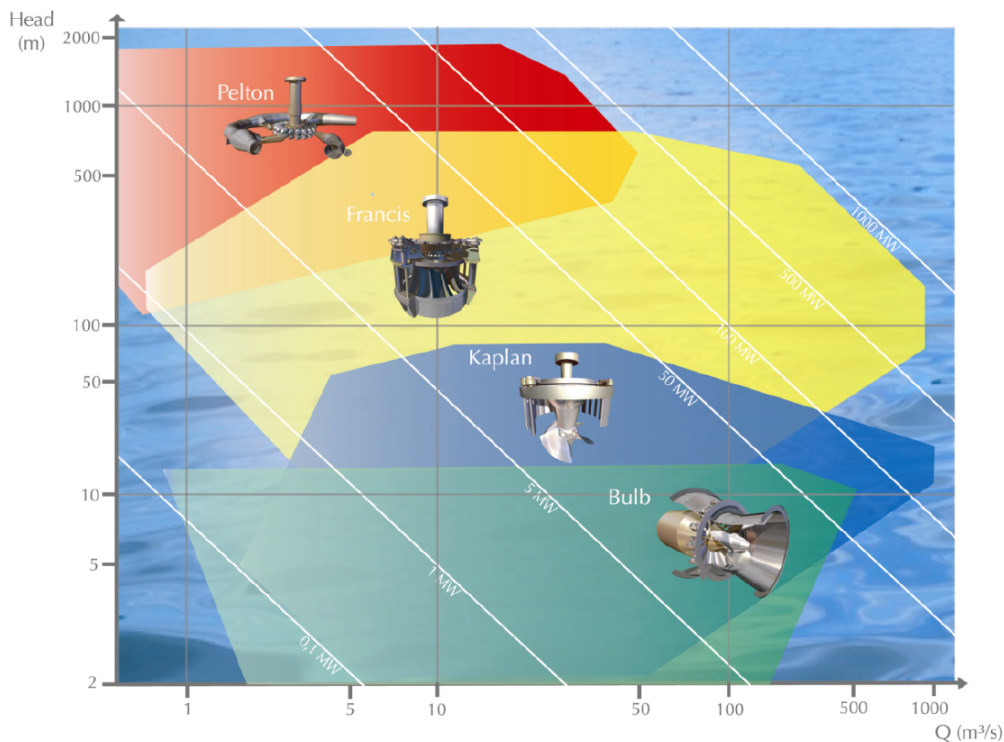 Head
(m)
2000
1000
500
100
50
10
5
2
Pelton
Francis
Kaplan
Bulb
1000 MW
500 MW
100 MW
50 MW
5 MW
1 MW
0,1 MW
1
5
10
50
100
500
1000
Q (m³/s)